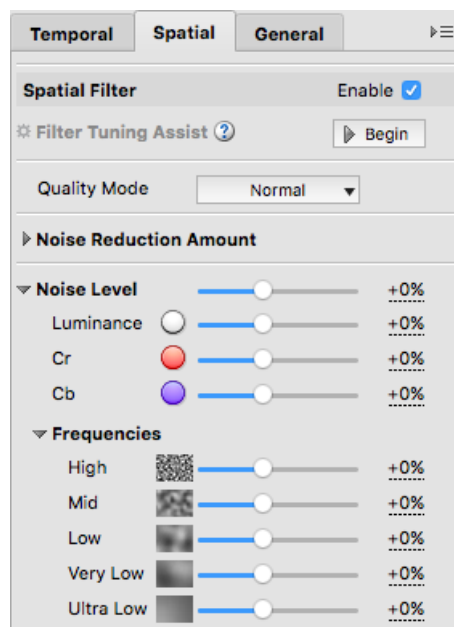 Temporal Spatial General
Spatial Filter Enable
Filter Tuning Assist ? Begin
Quality Mode Normal
Noise Reduction Amount
Noise Level +0%
Luminance +0%
Cr +0%
Cb +0%
Frequencies
High +0%
Mid +0%
Low +0%
Very Low +0%
Ultra Low +0%